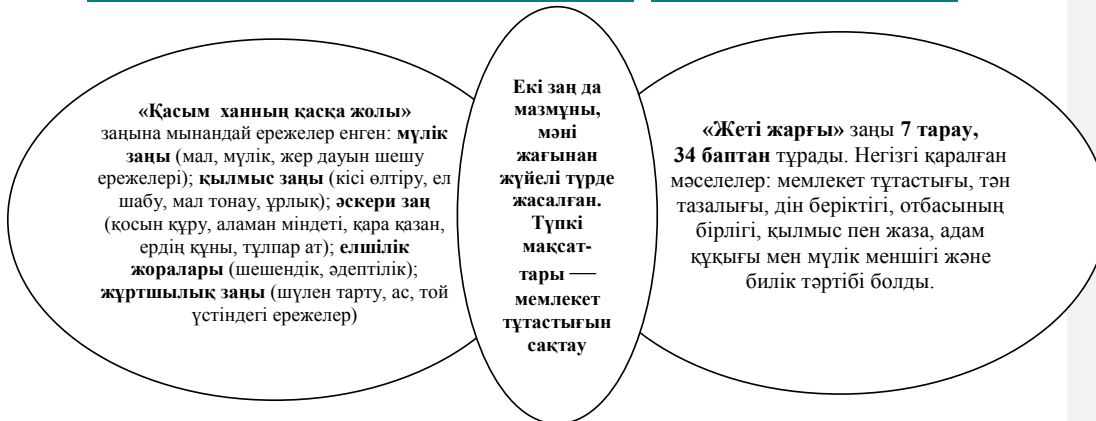 «Қасым ханның қасқа жолы»
заңына мынандай ережелер енген: мүлік
заңы (мал, мүлік, жер дауын шешу
ережелері); қылмыс заңы (кісі өлтіру, ел
шабу, мал тонау, ұрлық); әскери заң
(қосын құру, аламан міндеті, қара қазан,
ердің құны, тұлпар ат); елшілік
жоралары (шешендік, әдептілік);
жұртшылық заңы (шүлен тарту, ас, той
үстіндегі ережелер)
Екі заң да
мазмұны,
мәні
жағынан
жүйелі түрде
жасалған.
Түпкі
мақсат-
тары —
мемлекет
тұтастығын
сақтау
«Жеті жарғы» заңы 7 тарау,
34 баптан тұрады. Негізгі қаралған
мәселелер: мемлекет тұтастығы, тән
тазалығы, дін беріктігі, отбасының
бірлігі, қылмыс пен жаза, адам
құқығы мен мүлік меншігі және
билік тәртібі болды.